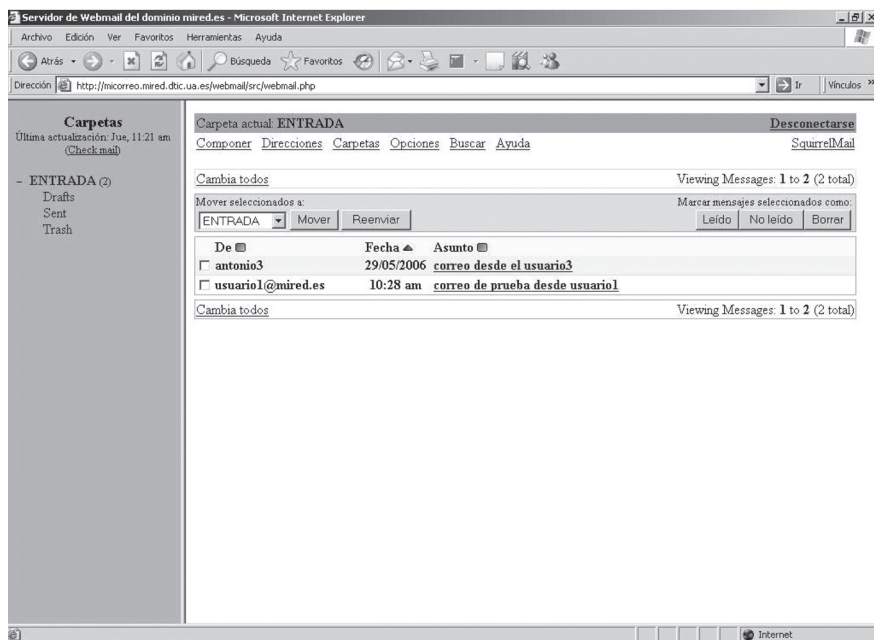 Servidor de Webmail del dominio mired.es - Microsoft Internet Explorer
Archivo Edición Ver Favoritos Herramientas Ayuda
Atrás Búsqueda Favoritos
Dirección http://micorreo.mired.dtic.ua.es/webmail/src/webmail.php Ir Vínculos »
Carpetas
Última actualización: Jue, 11:21 am
(Check mail)
– ENTRADA (2)
Drafts
Sent
Trash
Carpeta actual: ENTRADA Desconectarse
Componer Direcciones Carpetas Opciones Buscar Ayuda SquirrelMail
Cambia todos Viewing Messages: 1 to 2 (2 total)
Mover seleccionados a: Marcar mensajes seleccionados como:
ENTRADA Mover Reenviar Leído No leído Borrar
De Fecha Asunto
antonio3 29/05/2006 correo desde el usuario3
usuario1@mired.es 10:28 am correo de prueba desde usuario1
Cambia todos Viewing Messages: 1 to 2 (2 total)
Internet